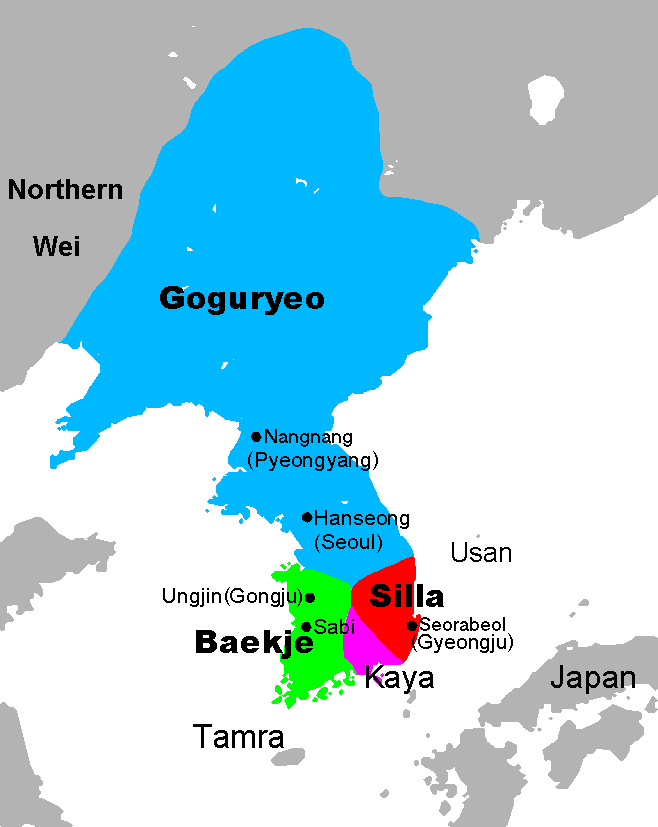 Northern
Wei
Goguryeo
Nangnang
(Pyeongyang)
Hanseong
(Seoul)
Usan
Ungjin(Gongju)
Silla
Sabi
Seorabeol
(Gyeongju)
Baekje
Kaya
Japan
Tamra